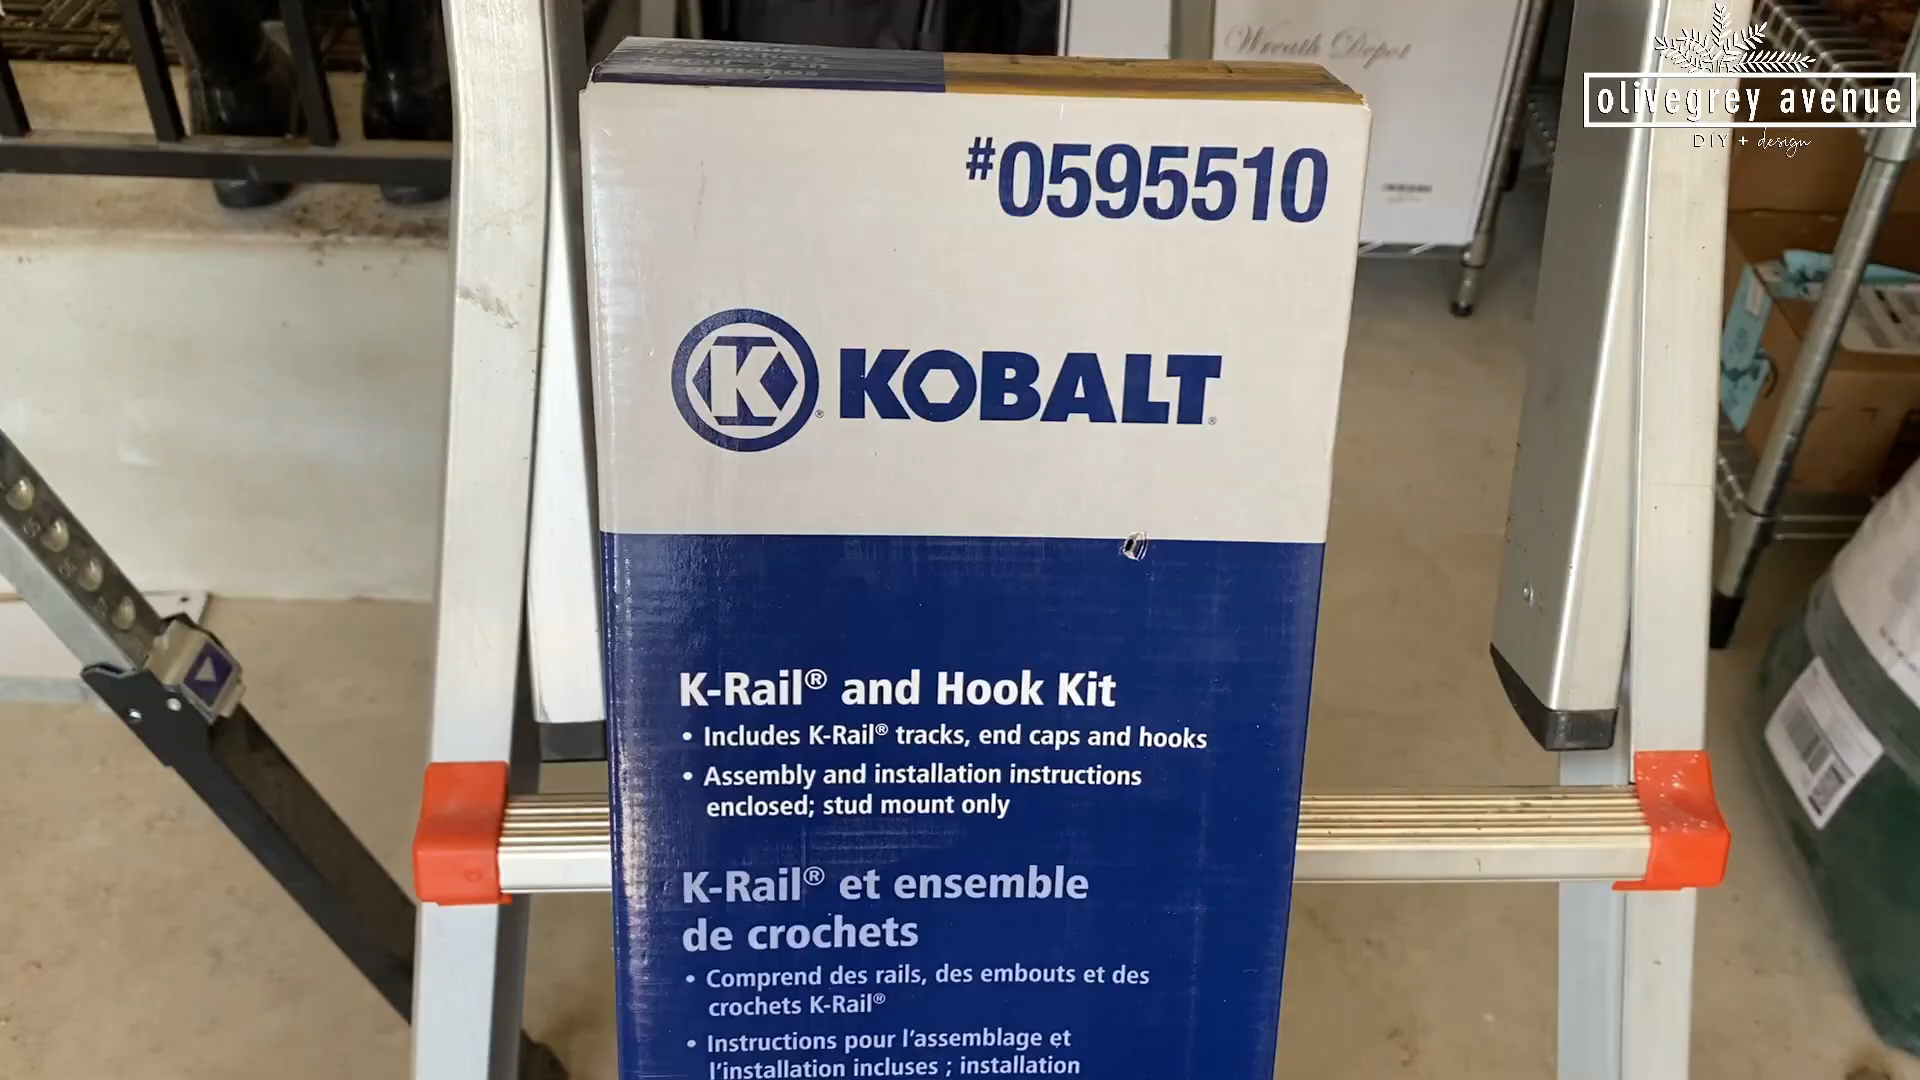 Wreath Depot
olivegrey avenue
DIY + design
#0595510
K KOBALT
K-Rail® and Hook Kit
• Includes K-Rail® tracks, end caps and hooks
• Assembly and installation instructions
enclosed; stud mount only
K-Rail® et ensemble
de crochets
• Comprend des rails, des embouts et des
crochets K-Rail®
• Instructions pour l'assemblage et
l'installation incluses ; installation